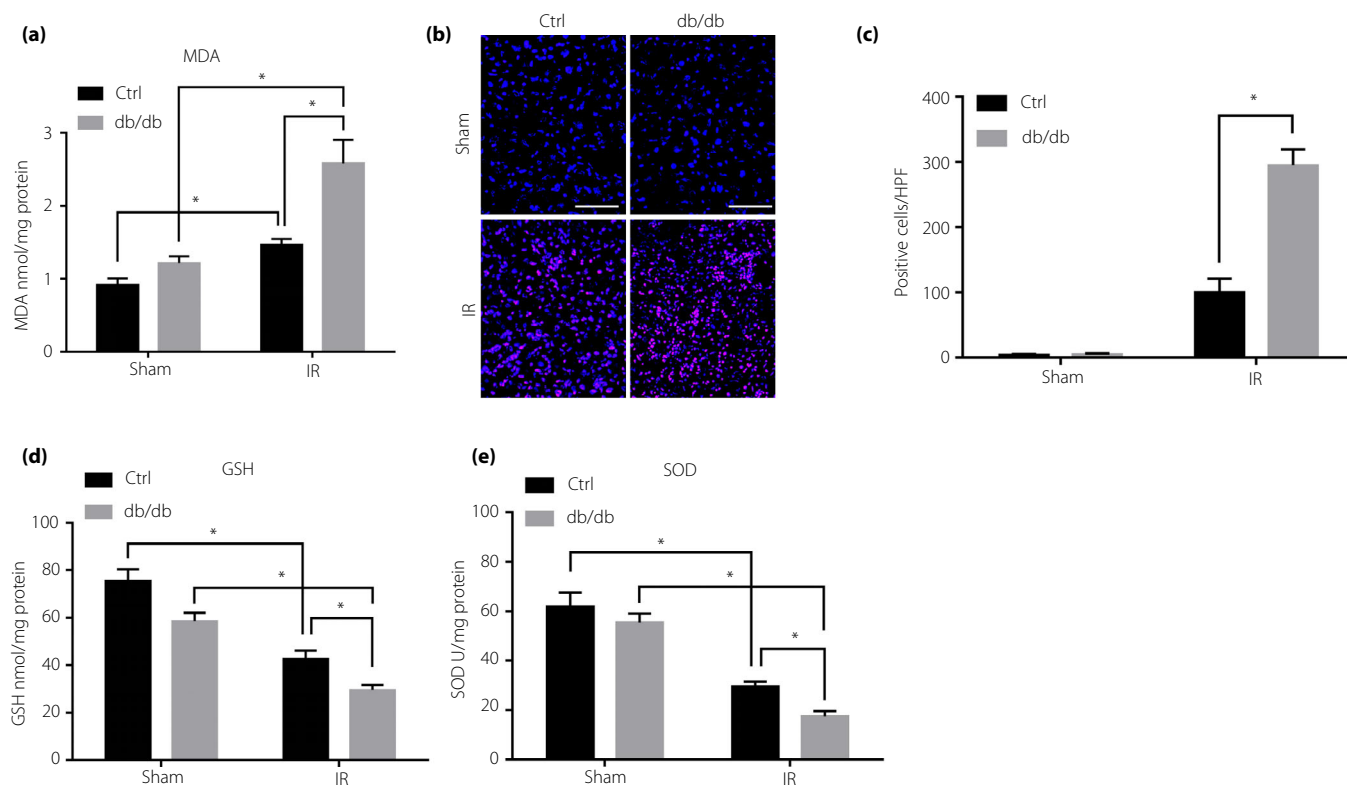 (a)
MDA
Ctrl
db/db
MDA nmol/mg protein
3
2
1
0
*
*
*
Sham
IR
(b)
Ctrl
db/db
Sham
IR
(c)
Ctrl
db/db
Positive cells/HPF
400
300
200
100
0
*
Sham
IR
(d)
GSH
Ctrl
db/db
GSH nmol/mg protein
100
80
60
40
20
0
*
*
*
Sham
IR
(e)
SOD
Ctrl
db/db
SOD U/mg protein
100
80
60
40
20
0
*
*
*
Sham
IR